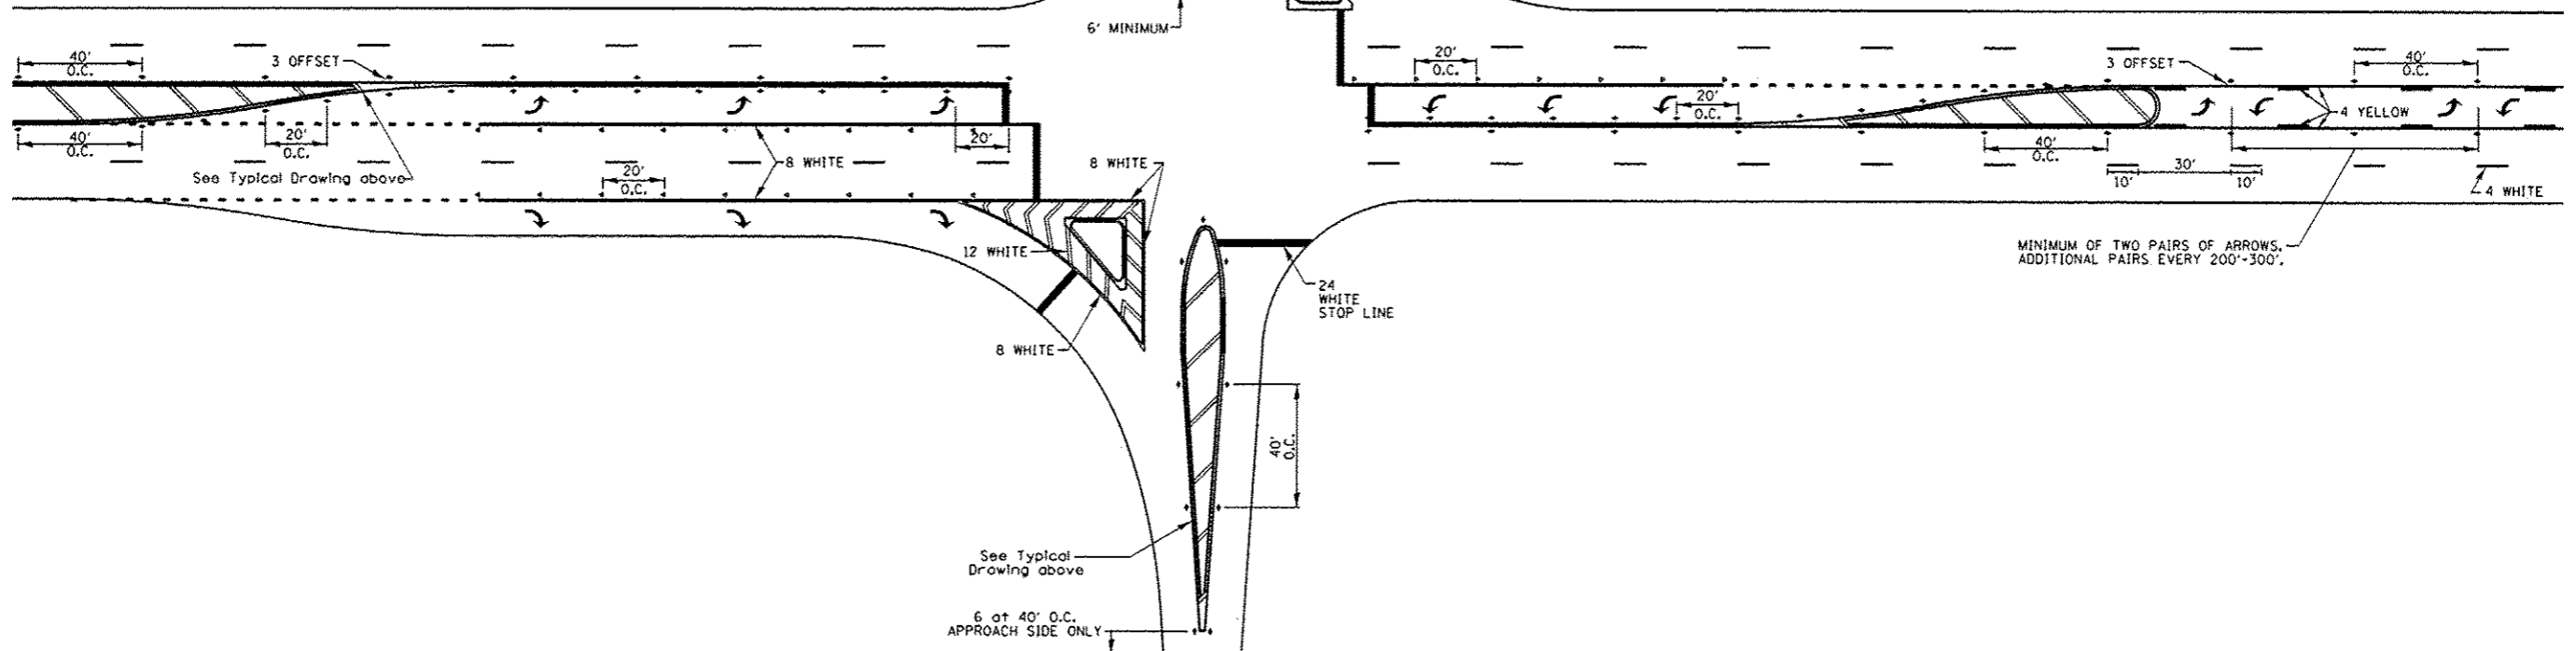 6' MINIMUM
40'
O.C.
3 OFFSET
20'
O.C.
3 OFFSET
40'
O.C.
20'
O.C.
4 YELLOW
40'
O.C.
20'
O.C.
20'
8 WHITE
8 WHITE
40'
O.C.
See Typical Drawing above
20'
O.C.
10'
30'
10'
4 WHITE
12 WHITE
MINIMUM OF TWO PAIRS OF ARROWS.
ADDITIONAL PAIRS EVERY 200'-300'.
24
WHITE
STOP LINE
8 WHITE
40'
O.C.
See Typical
Drawing above
6 at 40' O.C.
APPROACH SIDE ONLY